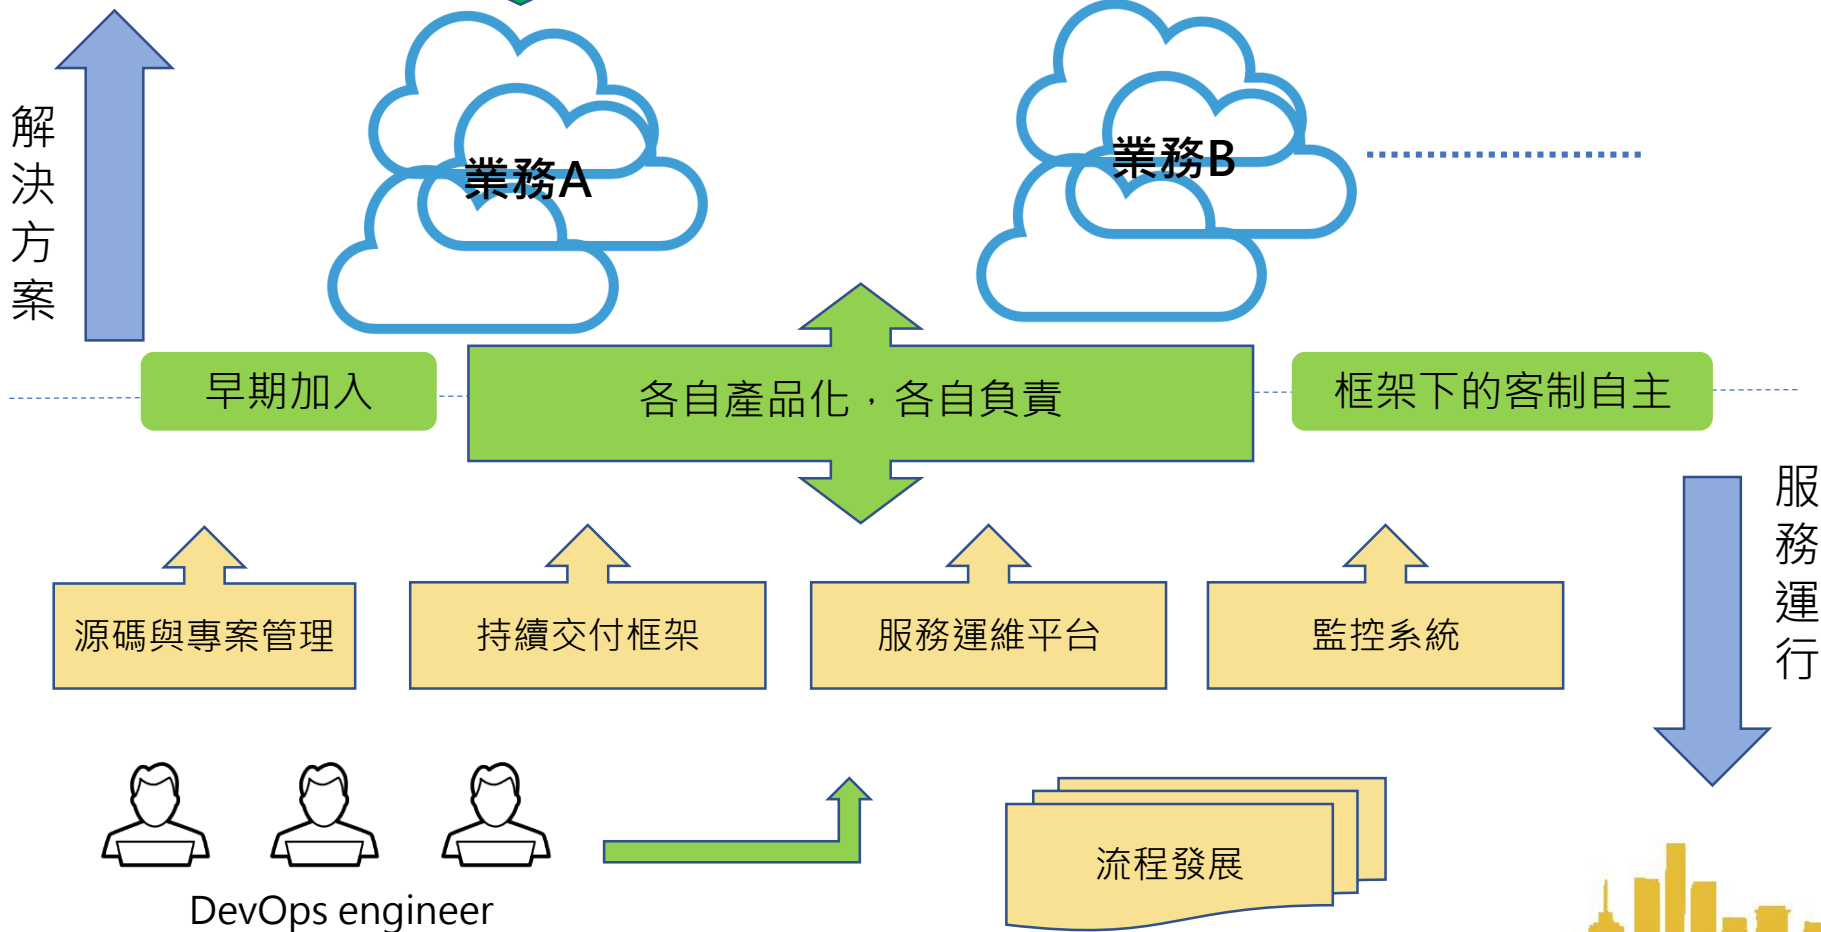 解決方案
業務A
業務B
早期加入
各自產品化，各自負責
框架下的客制自主
服務運行
源碼與專案管理
持續交付框架
服務運維平台
監控系統
流程發展
DevOps engineer